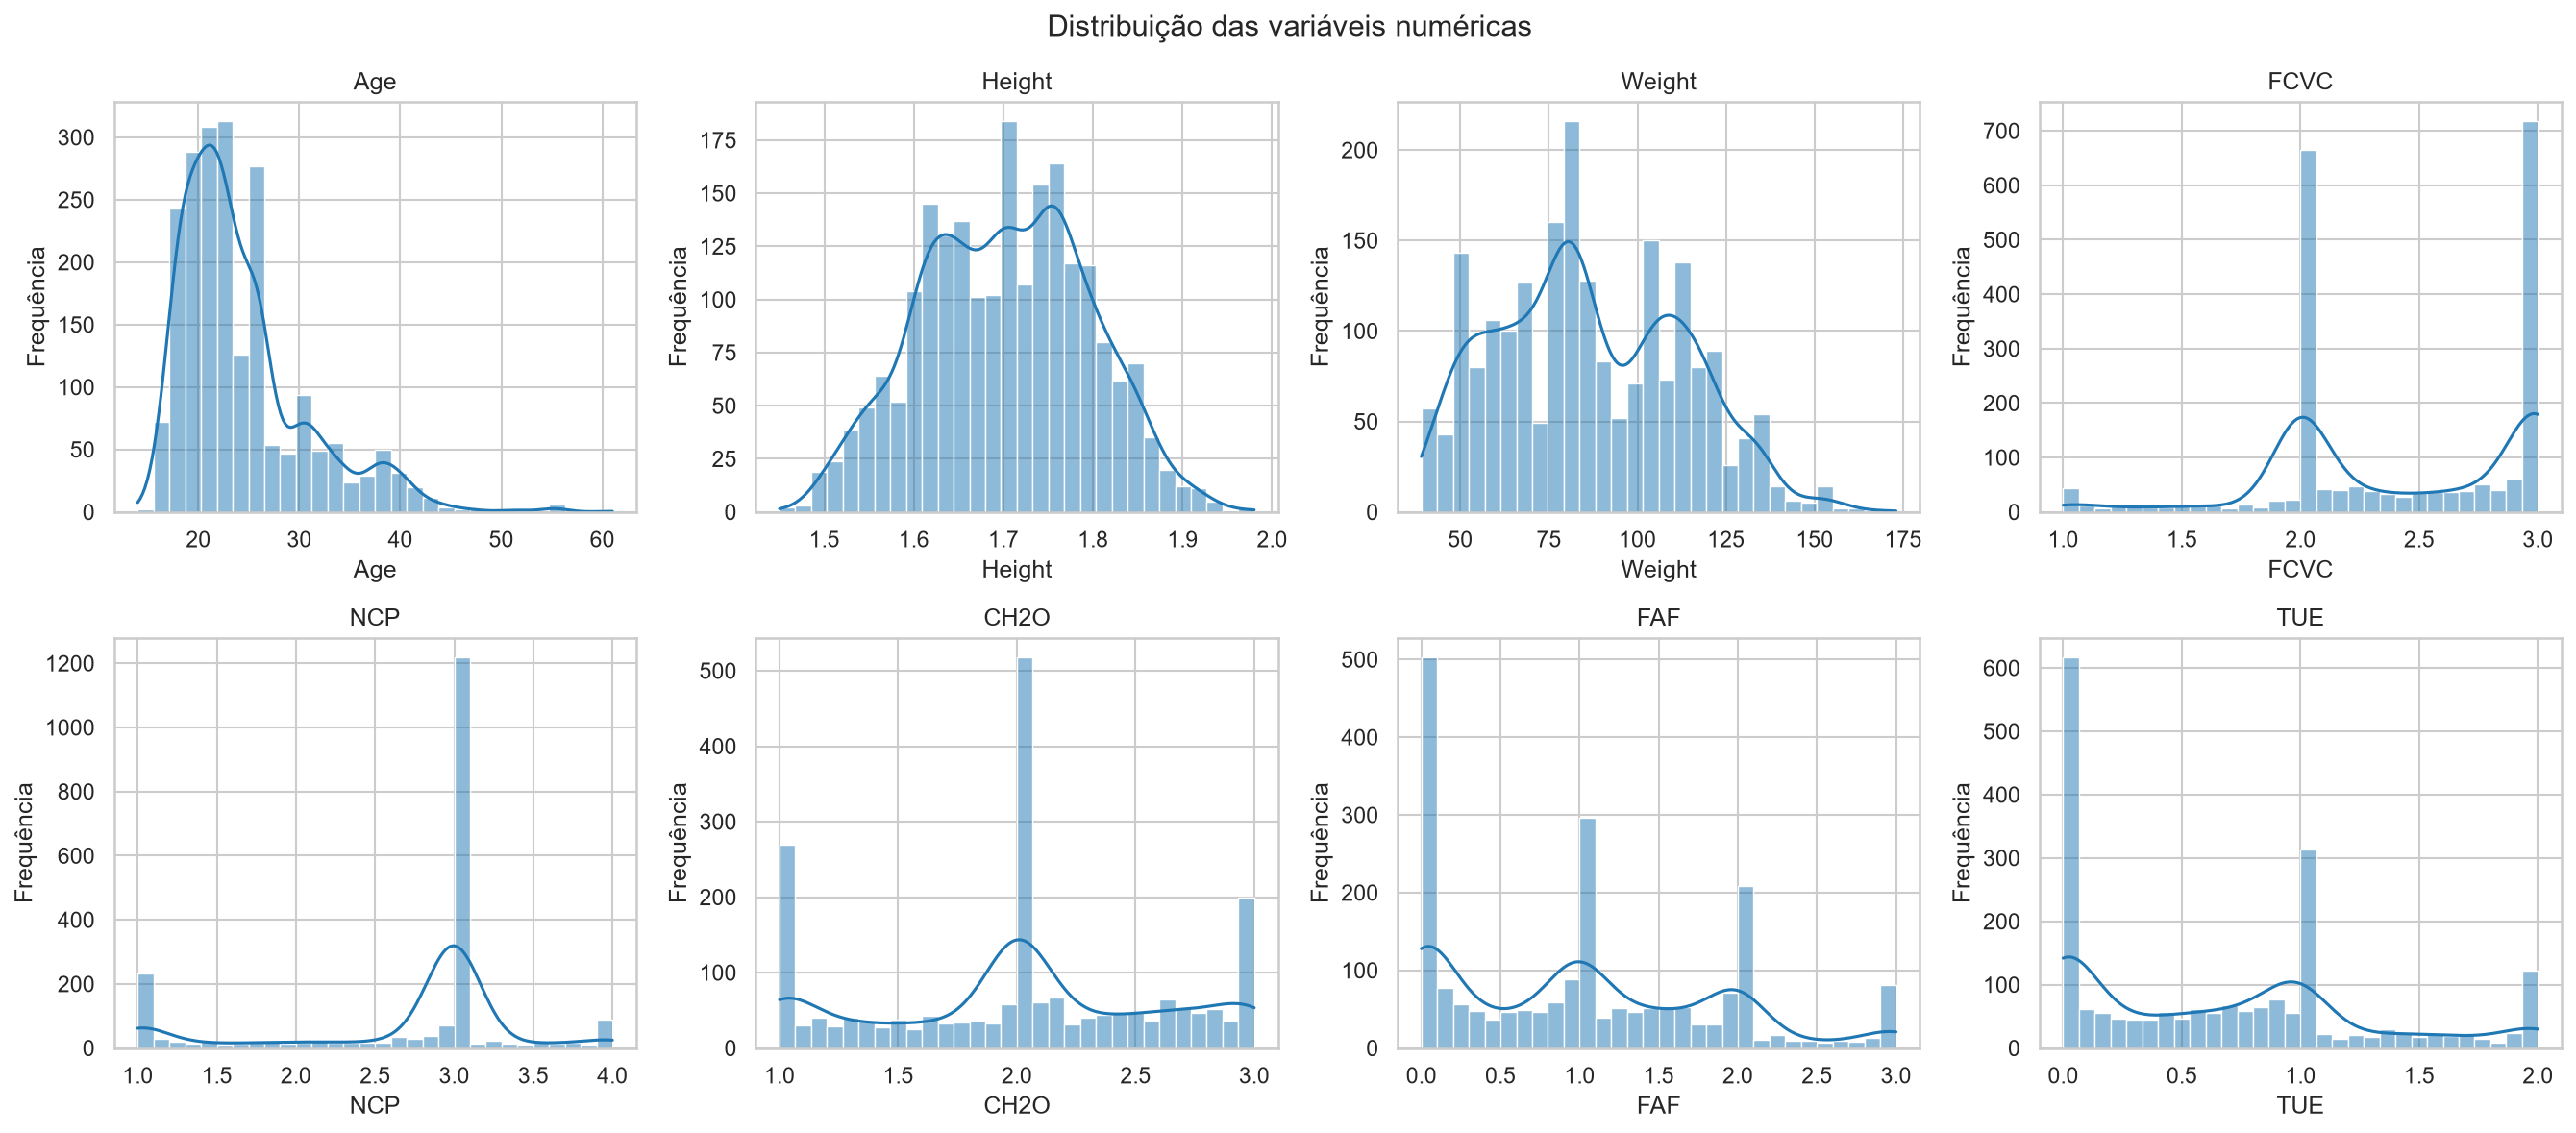 Distribuição das variáveis numéricas
Age
Frequência
300
250
200
150
100
50
0
20 30 40 50 60
Age
Height
Frequência
175
150
125
100
75
50
25
0
1.5 1.6 1.7 1.8 1.9 2.0
Height
Weight
Frequência
200
150
100
50
0
50 75 100 125 150 175
Weight
FCVC
Frequência
700
600
500
400
300
200
100
0
1.0 1.5 2.0 2.5 3.0
FCVC
NCP
Frequência
1200
1000
800
600
400
200
0
1.0 1.5 2.0 2.5 3.0 3.5 4.0
NCP
CH2O
Frequência
500
400
300
200
100
0
1.0 1.5 2.0 2.5 3.0
CH2O
FAF
Frequência
500
400
300
200
100
0
0.0 0.5 1.0 1.5 2.0 2.5 3.0
FAF
TUE
Frequência
600
500
400
300
200
100
0
0.0 0.5 1.0 1.5 2.0
TUE